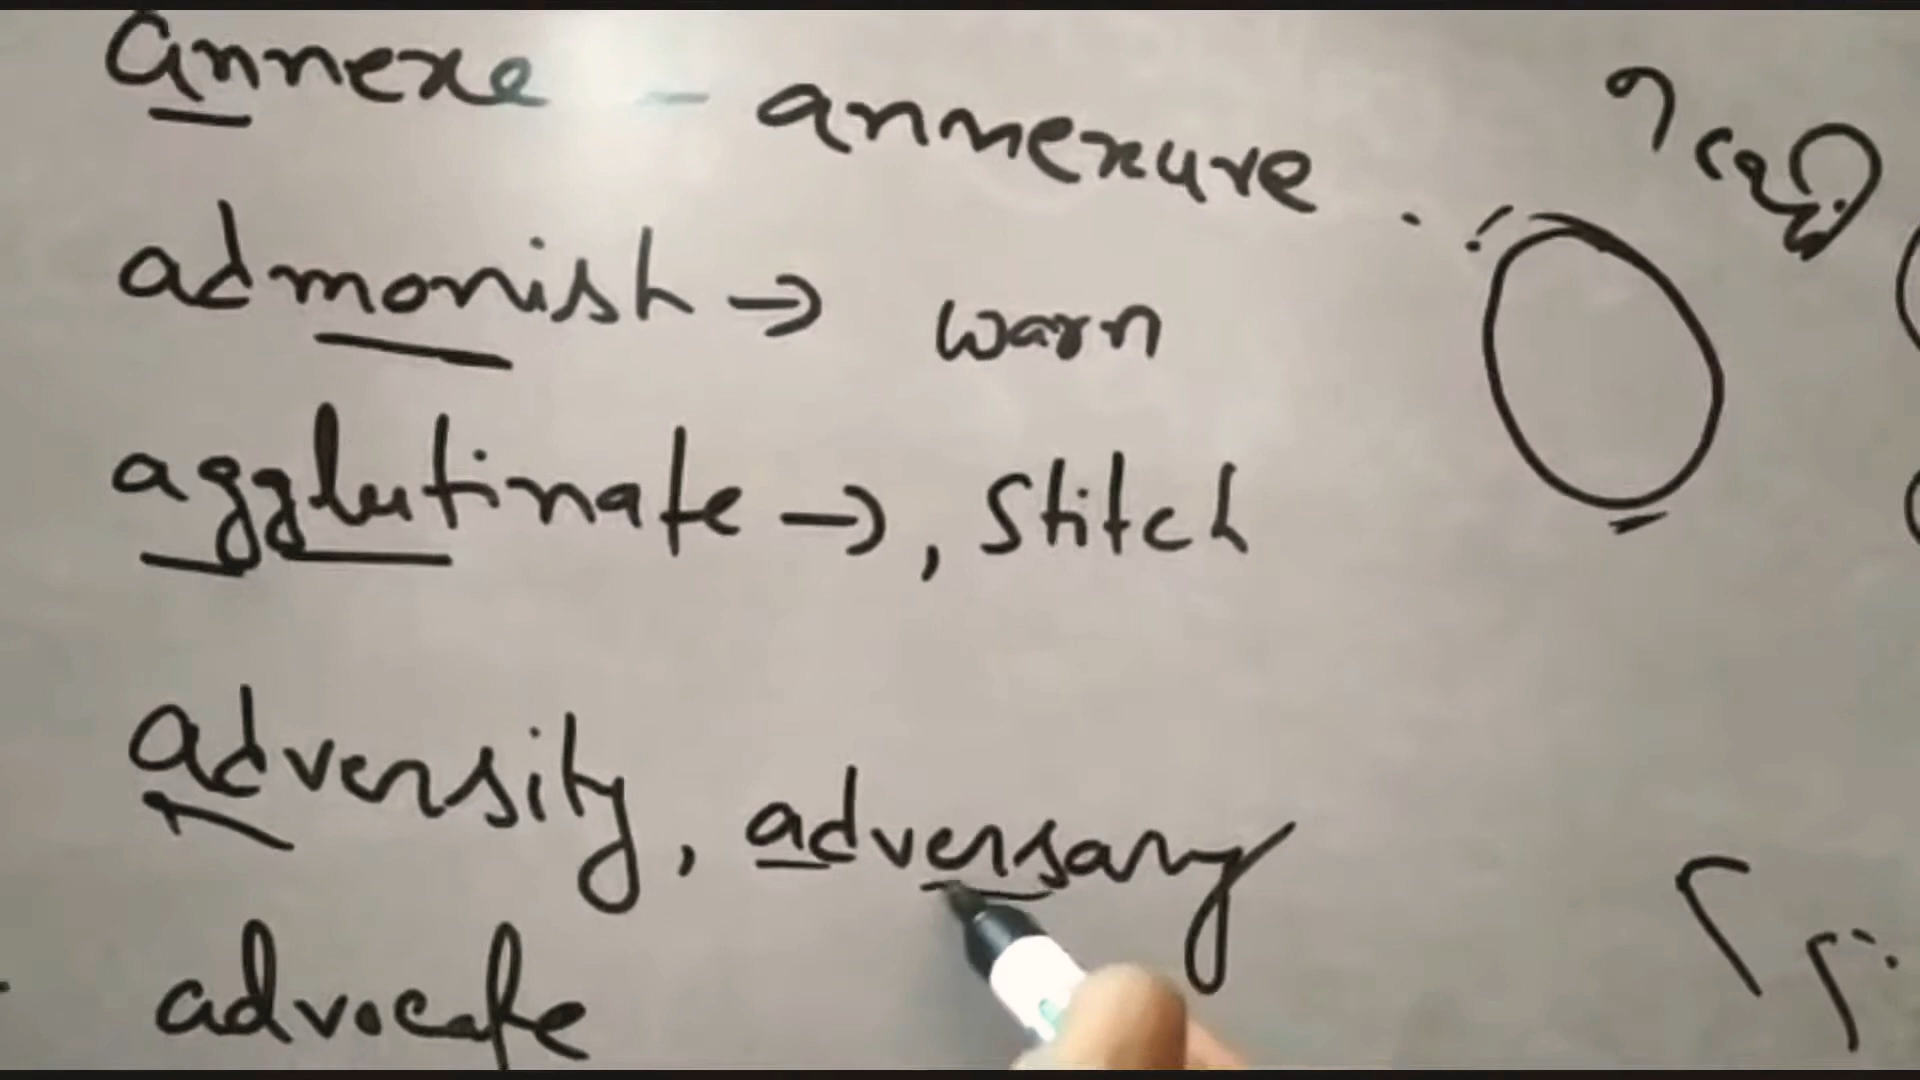 annexe - annexure.
admonish → warn
agglutinate →, stitch
adversity, adversary
advocate